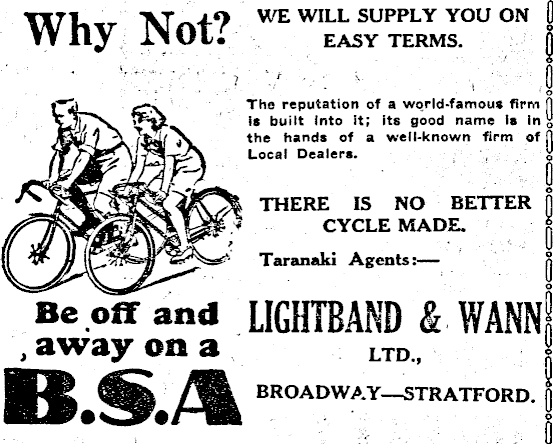 Why Not?
Be off and
away on a
B.S.A
WE WILL SUPPLY YOU ON
EASY TERMS.
The reputation of a world-famous firm
is built into it; its good name is in
the hands of a well-known firm of
Local Dealers.
THERE IS NO BETTER
CYCLE MADE.
Taranaki Agents:—
LIGHTBAND & WANN
LTD.,
BROADWAY—STRATFORD.